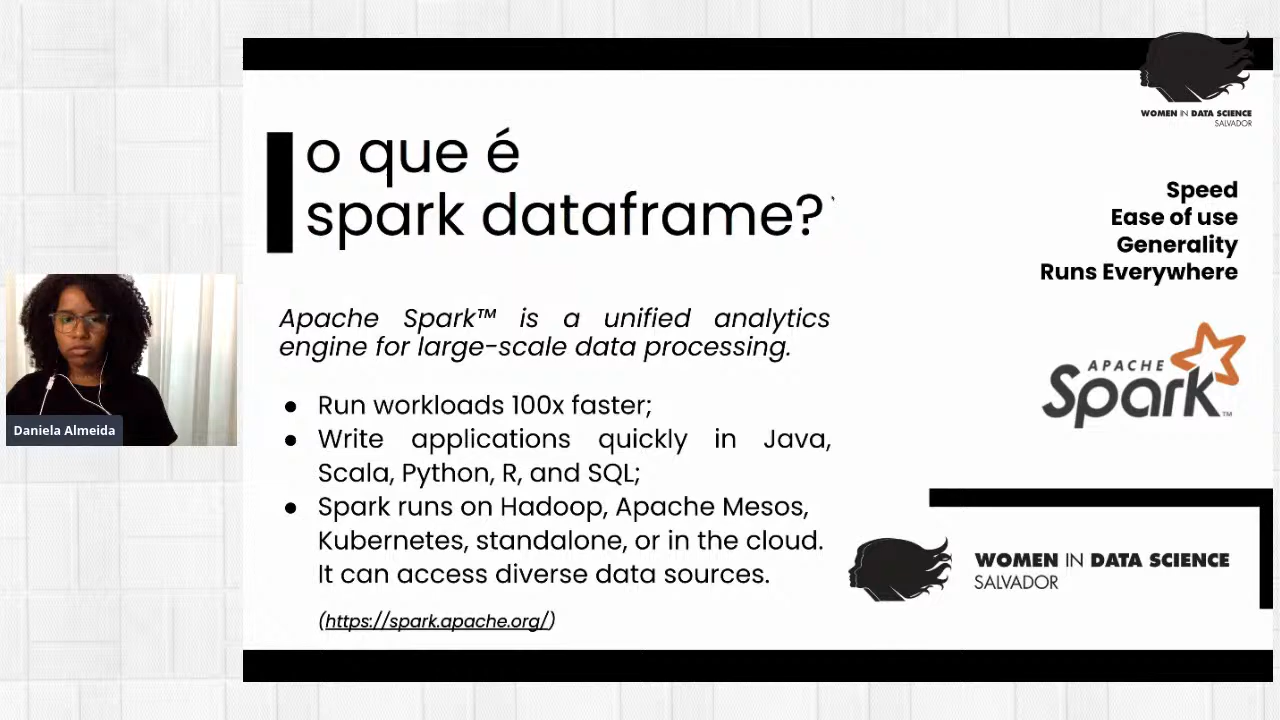 WOMEN IN DATA SCIENCE
SALVADOR
o que é
spark dataframe?
Speed
Ease of use
Generality
Runs Everywhere
Apache Spark™ is a unified analytics
engine for large-scale data processing.
APACHE
Spark™
● Run workloads 100x faster;
● Write applications quickly in Java,
Scala, Python, R, and SQL;
● Spark runs on Hadoop, Apache Mesos,
Kubernetes, standalone, or in the cloud.
It can access diverse data sources.
(https://spark.apache.org/)
WOMEN IN DATA SCIENCE
SALVADOR
Daniela Almeida